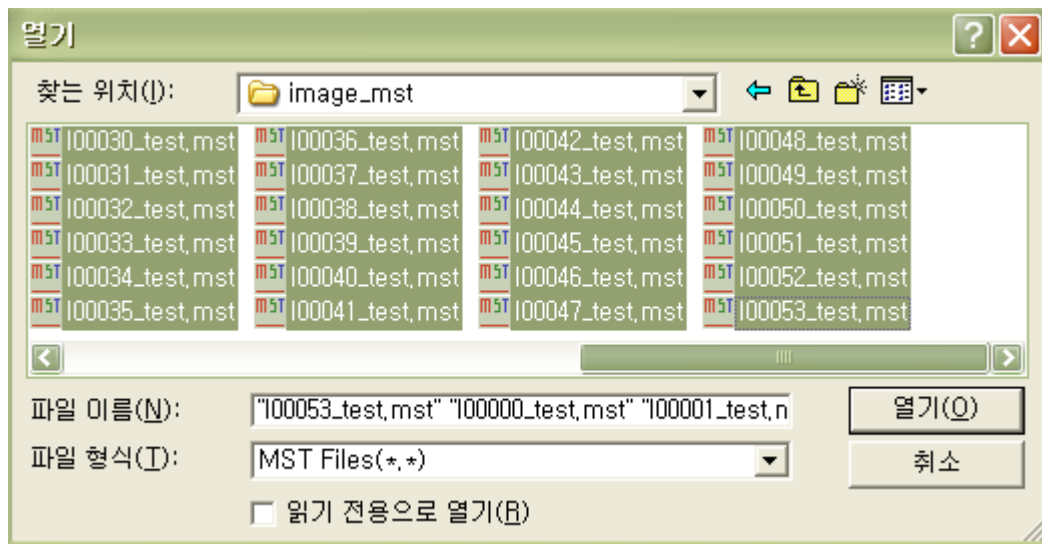 열기
찾는 위치(I): image_mst
I00030_test.mst I00036_test.mst I00042_test.mst I00048_test.mst
I00031_test.mst I00037_test.mst I00043_test.mst I00049_test.mst
I00032_test.mst I00038_test.mst I00044_test.mst I00050_test.mst
I00033_test.mst I00039_test.mst I00045_test.mst I00051_test.mst
I00034_test.mst I00040_test.mst I00046_test.mst I00052_test.mst
I00035_test.mst I00041_test.mst I00047_test.mst I00053_test.mst
파일 이름(N): "I00053_test.mst" "I00000_test.mst" "I00001_test.n 열기(O)
파일 형식(T): MST Files(*.*) 취소
읽기 전용으로 열기(R)